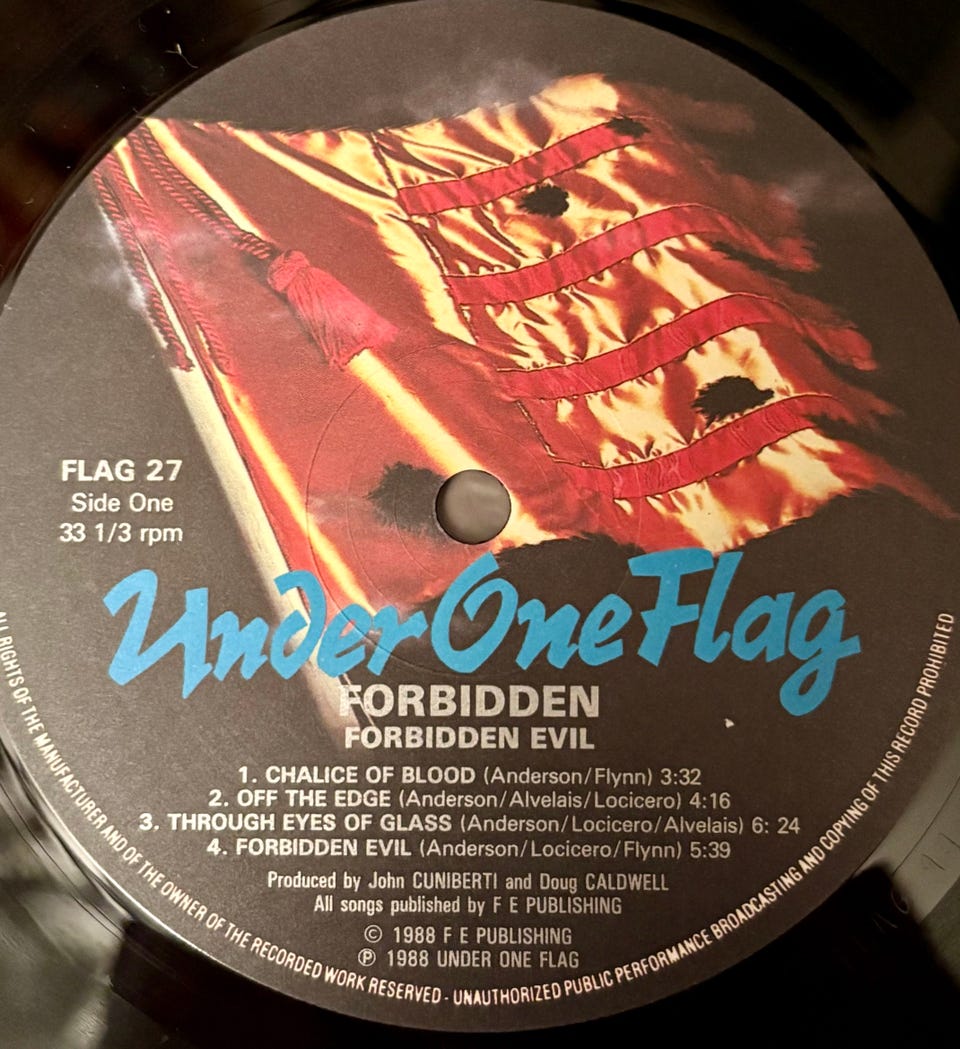 FLAG 27
Side One
33 1/3 rpm
Under One Flag
FORBIDDEN
FORBIDDEN EVIL
1. CHALICE OF BLOOD (Anderson/Flynn) 3:32
2. OFF THE EDGE (Anderson/Alvelais/Locicero) 4:16
3. THROUGH EYES OF GLASS (Anderson/Locicero/Alvelais) 6: 24
4. FORBIDDEN EVIL (Anderson/Locicero/Flynn) 5:39
Produced by John CUNIBERTI and Doug CALDWELL
All songs published by F E PUBLISHING
© 1988 F E PUBLISHING
℗ 1988 UNDER ONE FLAG
ALL RIGHTS OF THE MANUFACTURER AND OF THE OWNER OF THE RECORDED WORK RESERVED - UNAUTHORIZED PUBLIC PERFORMANCE BROADCASTING AND COPYING OF THIS RECORD PROHIBITED